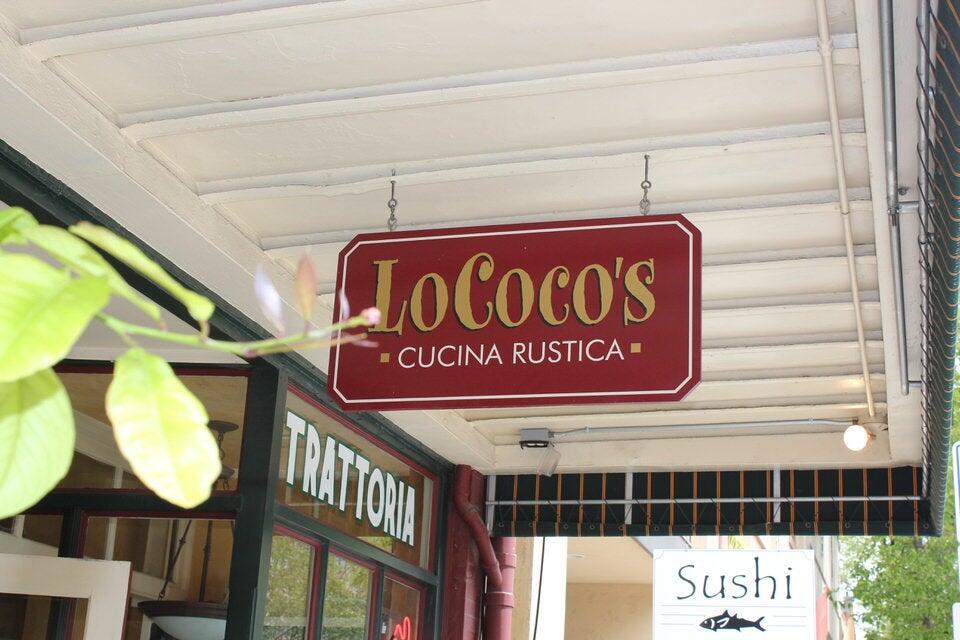 LoCoco's
CUCINA RUSTICA
TRATTORIA
Sushi